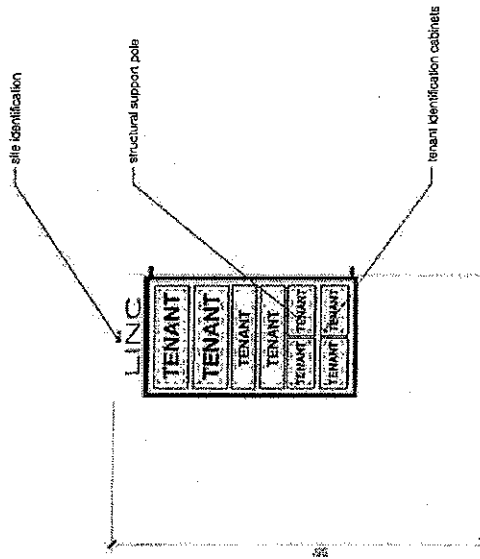 site identification
structural support pole
tenant identification cabinets
LINC
TENANT
TENANT
TENANT
TENANT
TENANT TENANT
TENANT TENANT